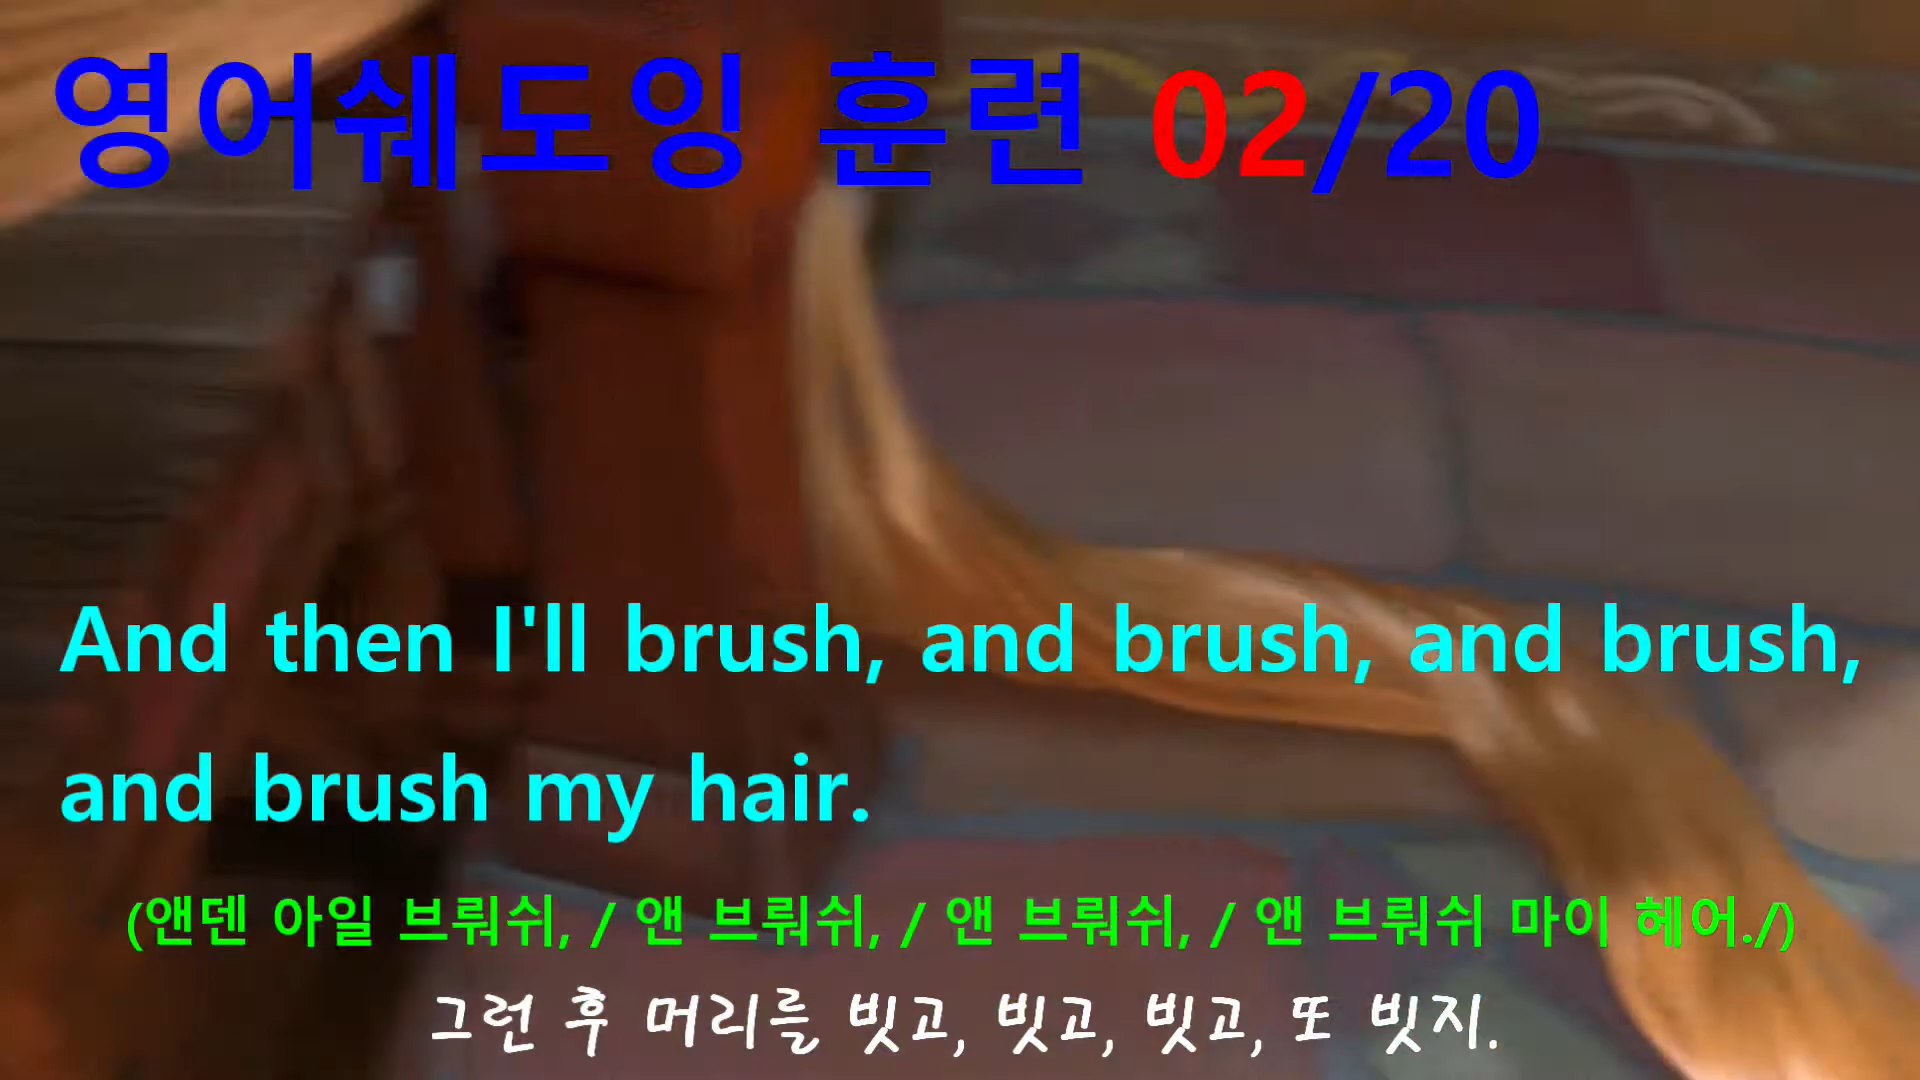 영어쉐도잉 훈련 02/20
And then I'll brush, and brush, and brush,
and brush my hair.
(앤덴 아일 브뤄쉬, / 앤 브뤄쉬, / 앤 브뤄쉬, / 앤 브뤄쉬 마이 헤어./)
그런 후 머리를 빗고, 빗고, 빗고, 또 빗지.